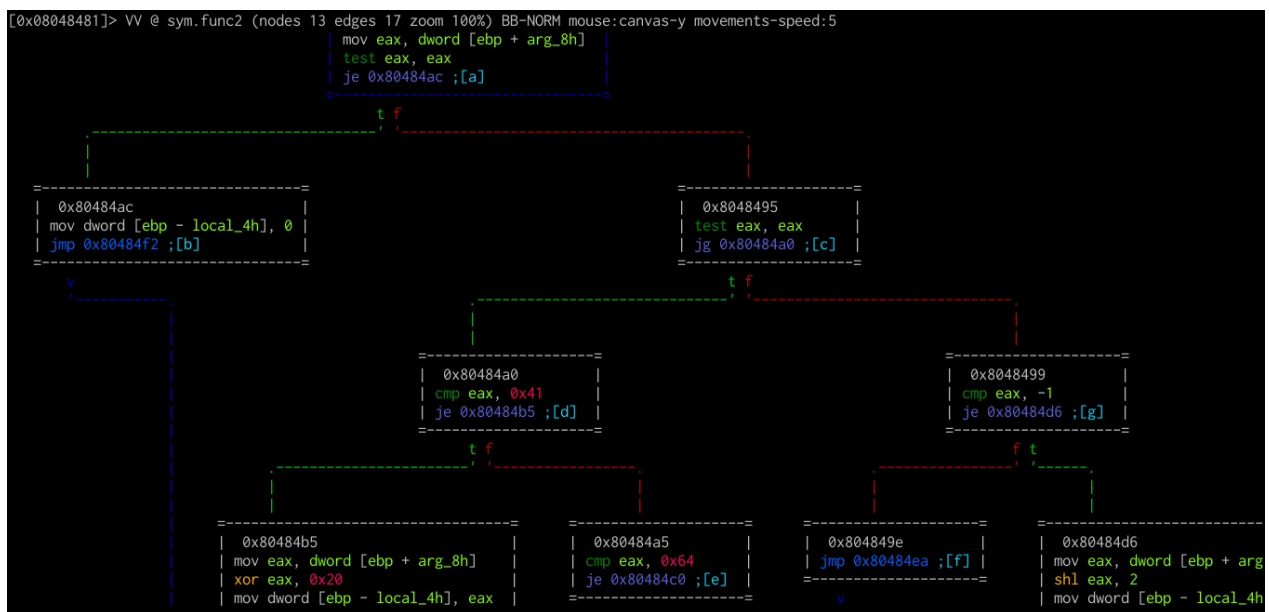 [0x08048481]> VV @ sym.func2 (nodes 13 edges 17 zoom 100%) BB-NORM mouse:canvas-y movements-speed:5
mov eax, dword [ebp + arg_8h]
test eax, eax
je 0x80484ac ;[a]
t f
0x80484ac
mov dword [ebp - local_4h], 0
jmp 0x80484f2 ;[b]
v
0x8048495
test eax, eax
jg 0x80484a0 ;[c]
t f
0x80484a0
cmp eax, 0x41
je 0x80484b5 ;[d]
t f
0x8048499
cmp eax, -1
je 0x80484d6 ;[g]
f t
0x80484b5
mov eax, dword [ebp + arg_8h]
xor eax, 0x20
mov dword [ebp - local_4h], eax
0x80484a5
cmp eax, 0x64
je 0x80484c0 ;[e]
0x804849e
jmp 0x80484ea ;[f]
v
0x80484d6
mov eax, dword [ebp + arg
shl eax, 2
mov dword [ebp - local_4h